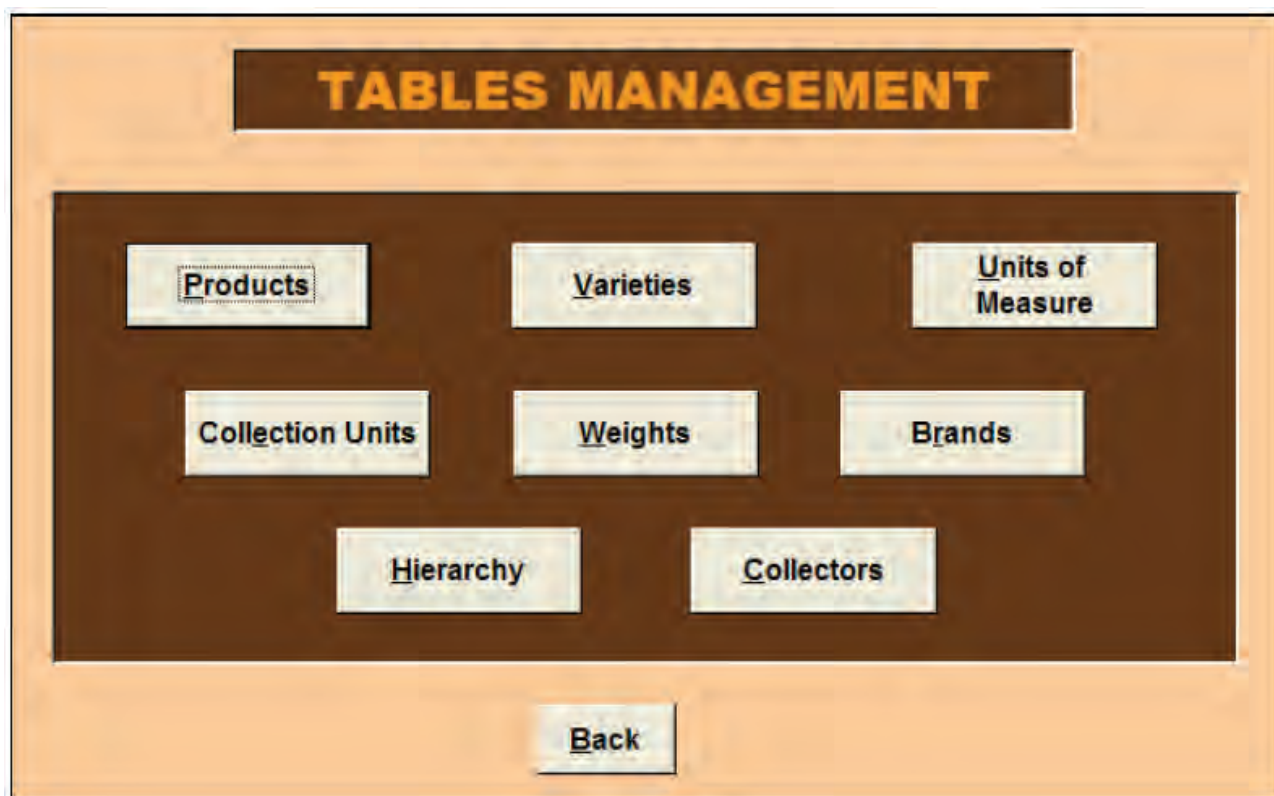 TABLES MANAGEMENT
Products
Varieties
Units of
Measure
Collection Units
Weights
Brands
Hierarchy
Collectors
Back